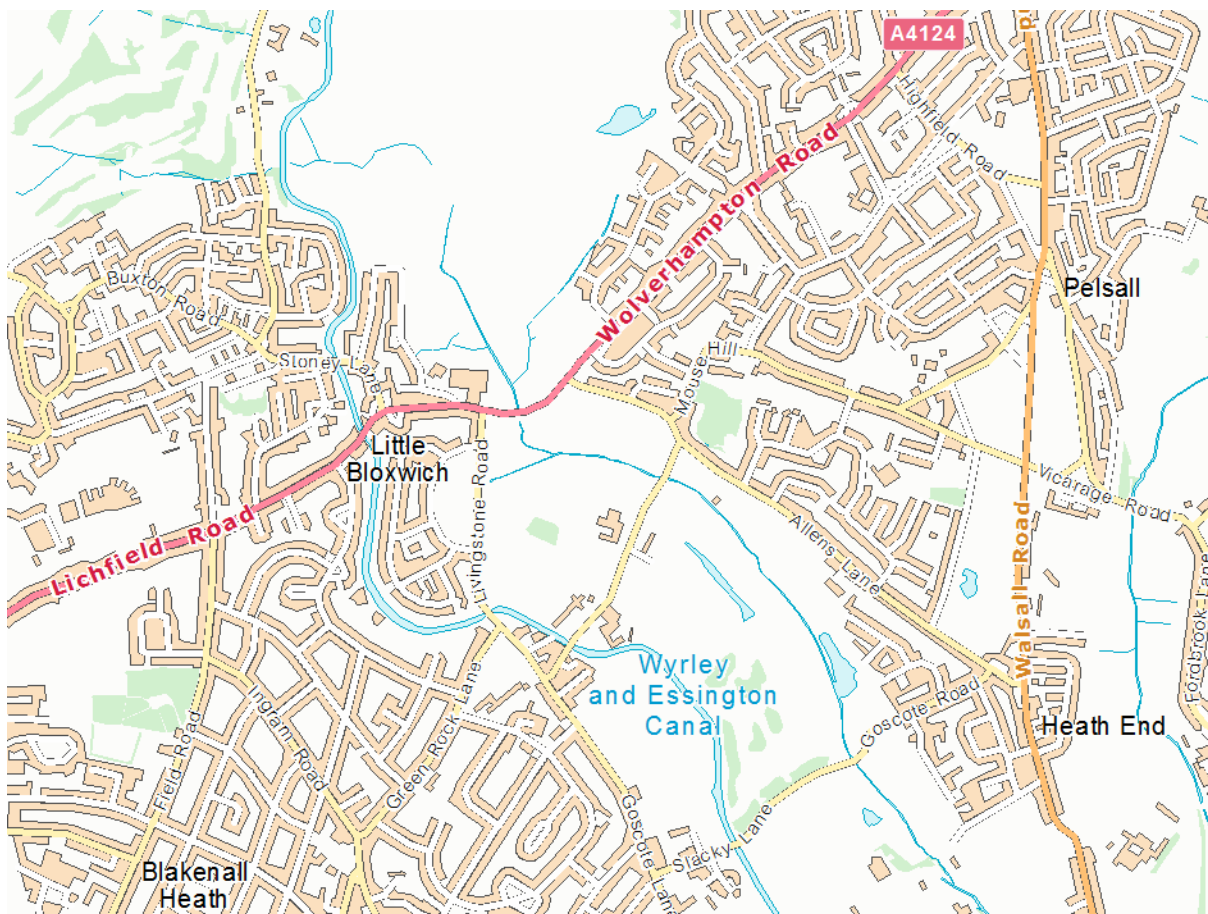 A4124
Highfield Road
Wolverhampton Road
Pelsall
Buxton Road
Stoney Lane
Mouse Hill
Little
Bloxwich
Livingstone Road
Vicarage Road
Lichfield Road
Allens Lane
Walsall Road
Fordbrook Lane
Wyrley
and Essington
Canal
Goscote Road
Heath End
Green Rock Lane
Ingram Road
Field Road
Goscote Lane
Slacky Lane
Blakenall
Heath